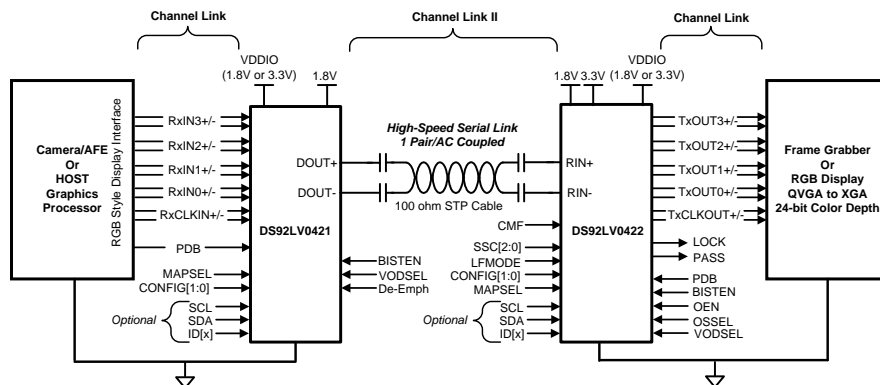 Channel Link
Channel Link II
Channel Link
VDDIO
(1.8V or 3.3V)
1.8V
1.8V
3.3V
VDDIO
(1.8V or 3.3V)
Camera/AFE
Or
HOST
Graphics
Processor
RGB Style Display Interface
RxIN3+/-
RxIN2+/-
RxIN1+/-
RxIN0+/-
RxCLKIN+/-
PDB
MAPSEL
CONFIG[1:0]
Optional
SCL
SDA
ID[x]
DS92LV0421
DOUT+
DOUT-
BISTEN
VODSEL
De-Emph
High-Speed Serial Link
1 Pair/AC Coupled
100 ohm STP Cable
RIN+
RIN-
CMF
SSC[2:0]
LFMODE
CONFIG[1:0]
MAPSEL
Optional
SCL
SDA
ID[x]
DS92LV0422
TxOUT3+/-
TxOUT2+/-
TxOUT1+/-
TxOUT0+/-
TxCLKOUT+/-
LOCK
PASS
PDB
BISTEN
OEN
OSSEL
VODSEL
Frame Grabber
Or
RGB Display
QVGA to XGA
24-bit Color Depth